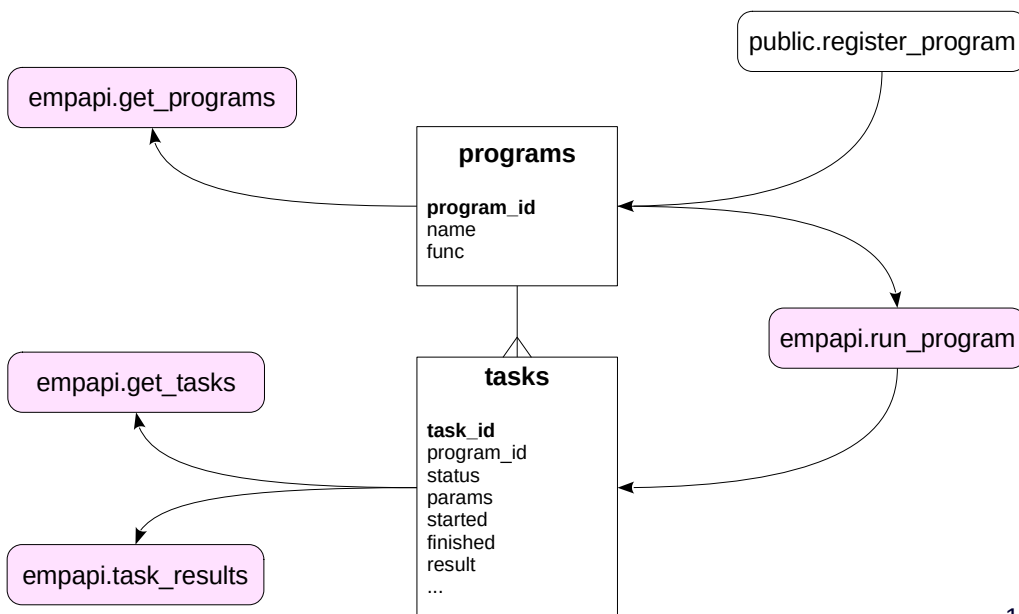 public.register_program
empapi.get_programs
programs
program_id
name
func
empapi.run_program
empapi.get_tasks
tasks
task_id
program_id
status
params
started
finished
result
...
empapi.task_results
1